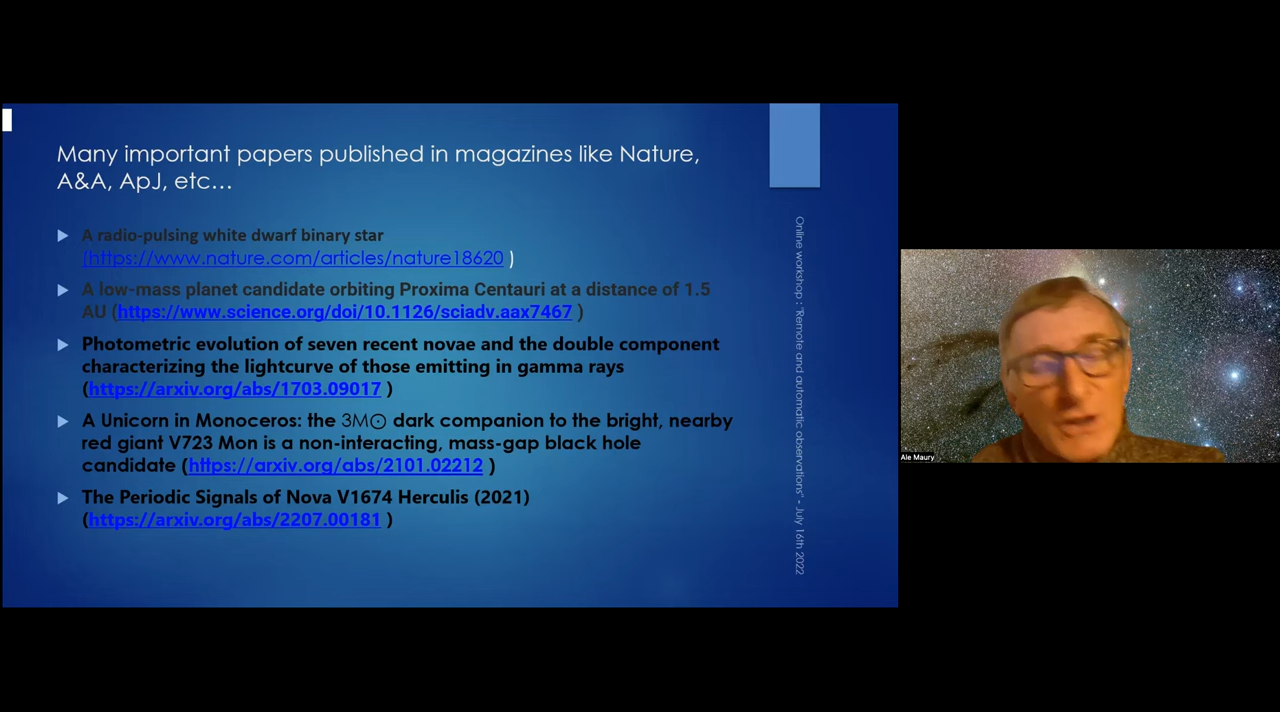 Many important papers published in magazines like Nature,
A&A, ApJ, etc…
A radio-pulsing white dwarf binary star
(https://www.nature.com/articles/nature18620 )
A low-mass planet candidate orbiting Proxima Centauri at a distance of 1.5
AU (https://www.science.org/doi/10.1126/sciadv.aax7467 )
Photometric evolution of seven recent novae and the double component
characterizing the lightcurve of those emitting in gamma rays
(https://arxiv.org/abs/1703.09017 )
A Unicorn in Monoceros: the 3M⊙ dark companion to the bright, nearby
red giant V723 Mon is a non-interacting, mass-gap black hole
candidate (https://arxiv.org/abs/2101.02212 )
The Periodic Signals of Nova V1674 Herculis (2021)
(https://arxiv.org/abs/2207.00181 )
Online workshop : "Remote and automatic observations" - July 16th 2022
Ale Maury